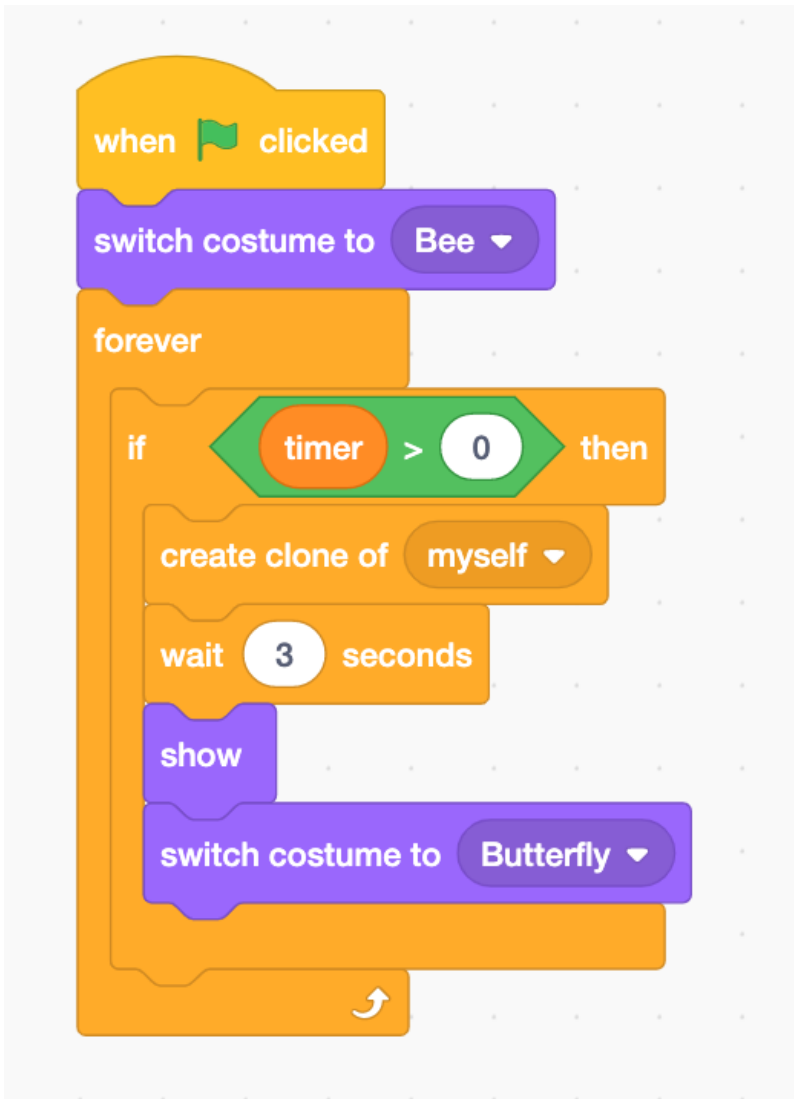 when clicked
switch costume to Bee
forever
if timer > 0 then
create clone of myself
wait 3 seconds
show
switch costume to Butterfly